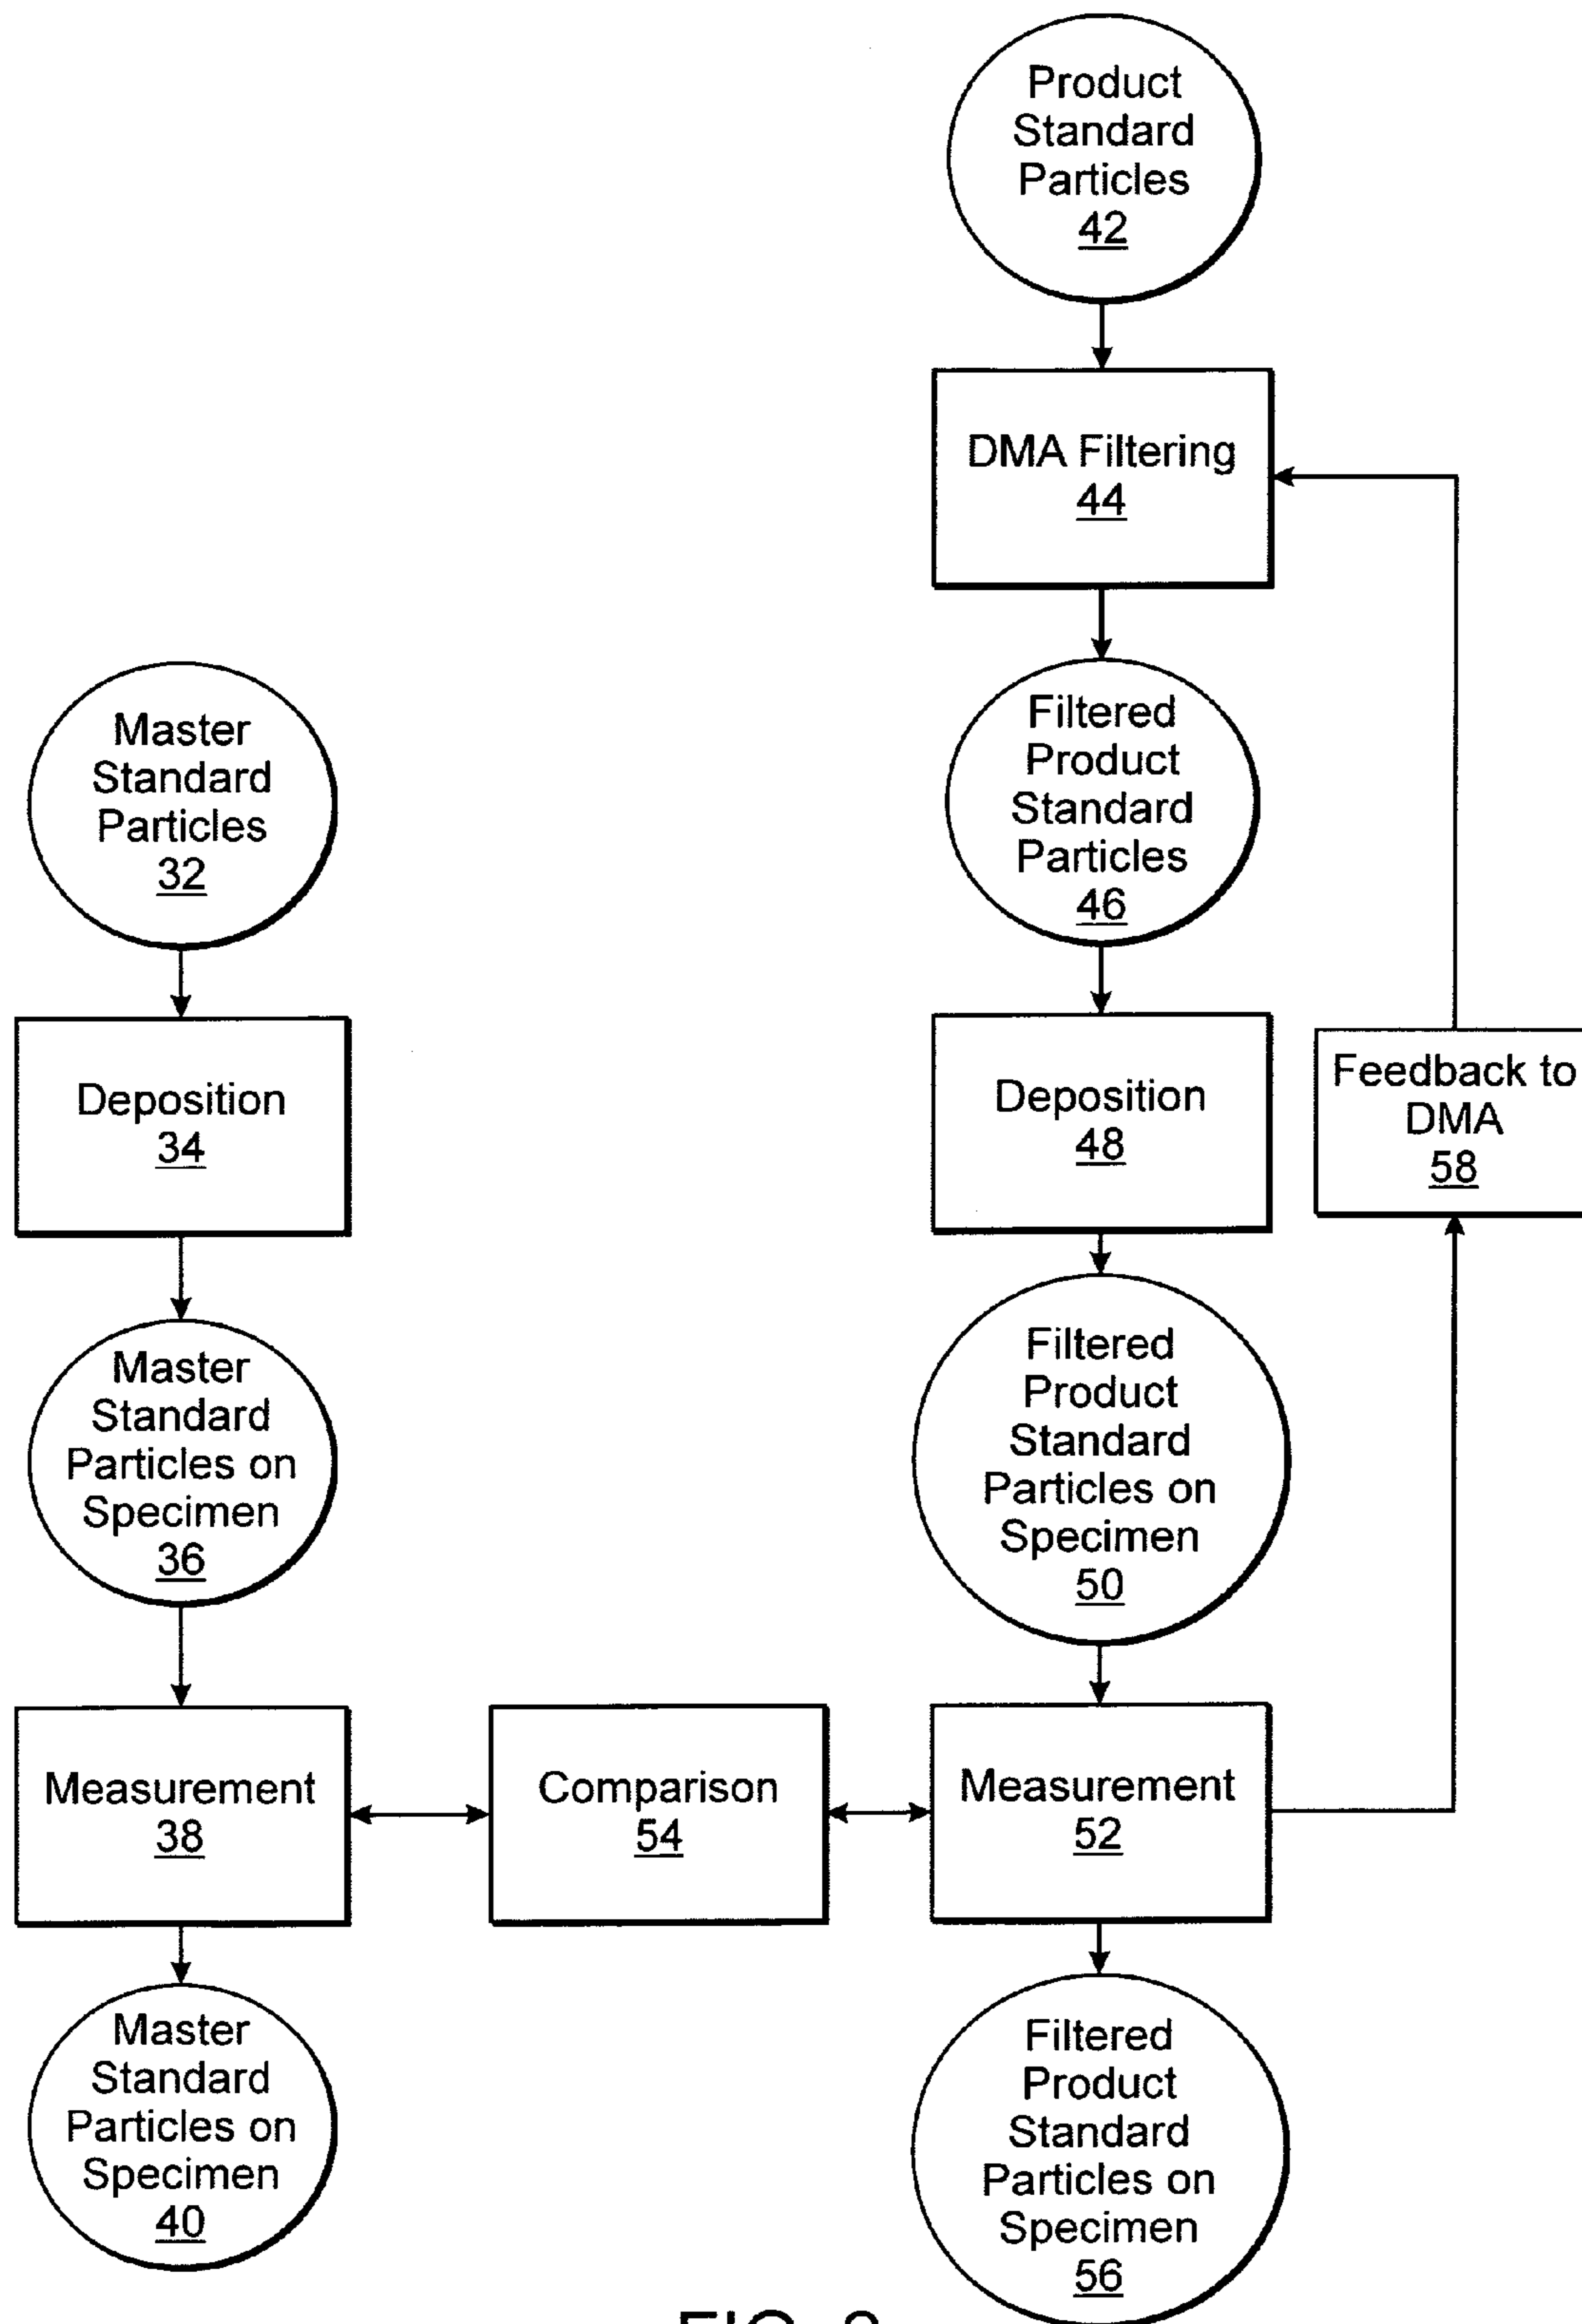 Product
Standard
Particles
42
DMA Filtering
44
Filtered
Product
Standard
Particles
46
Master
Standard
Particles
32
Deposition
34
Deposition
48
Feedback to
DMA
58
Master
Standard
Particles on
Specimen
36
Filtered
Product
Standard
Particles on
Specimen
50
Measurement
38
Comparison
54
Measurement
52
Master
Standard
Particles on
Specimen
40
Filtered
Product
Standard
Particles on
Specimen
56
FIG.